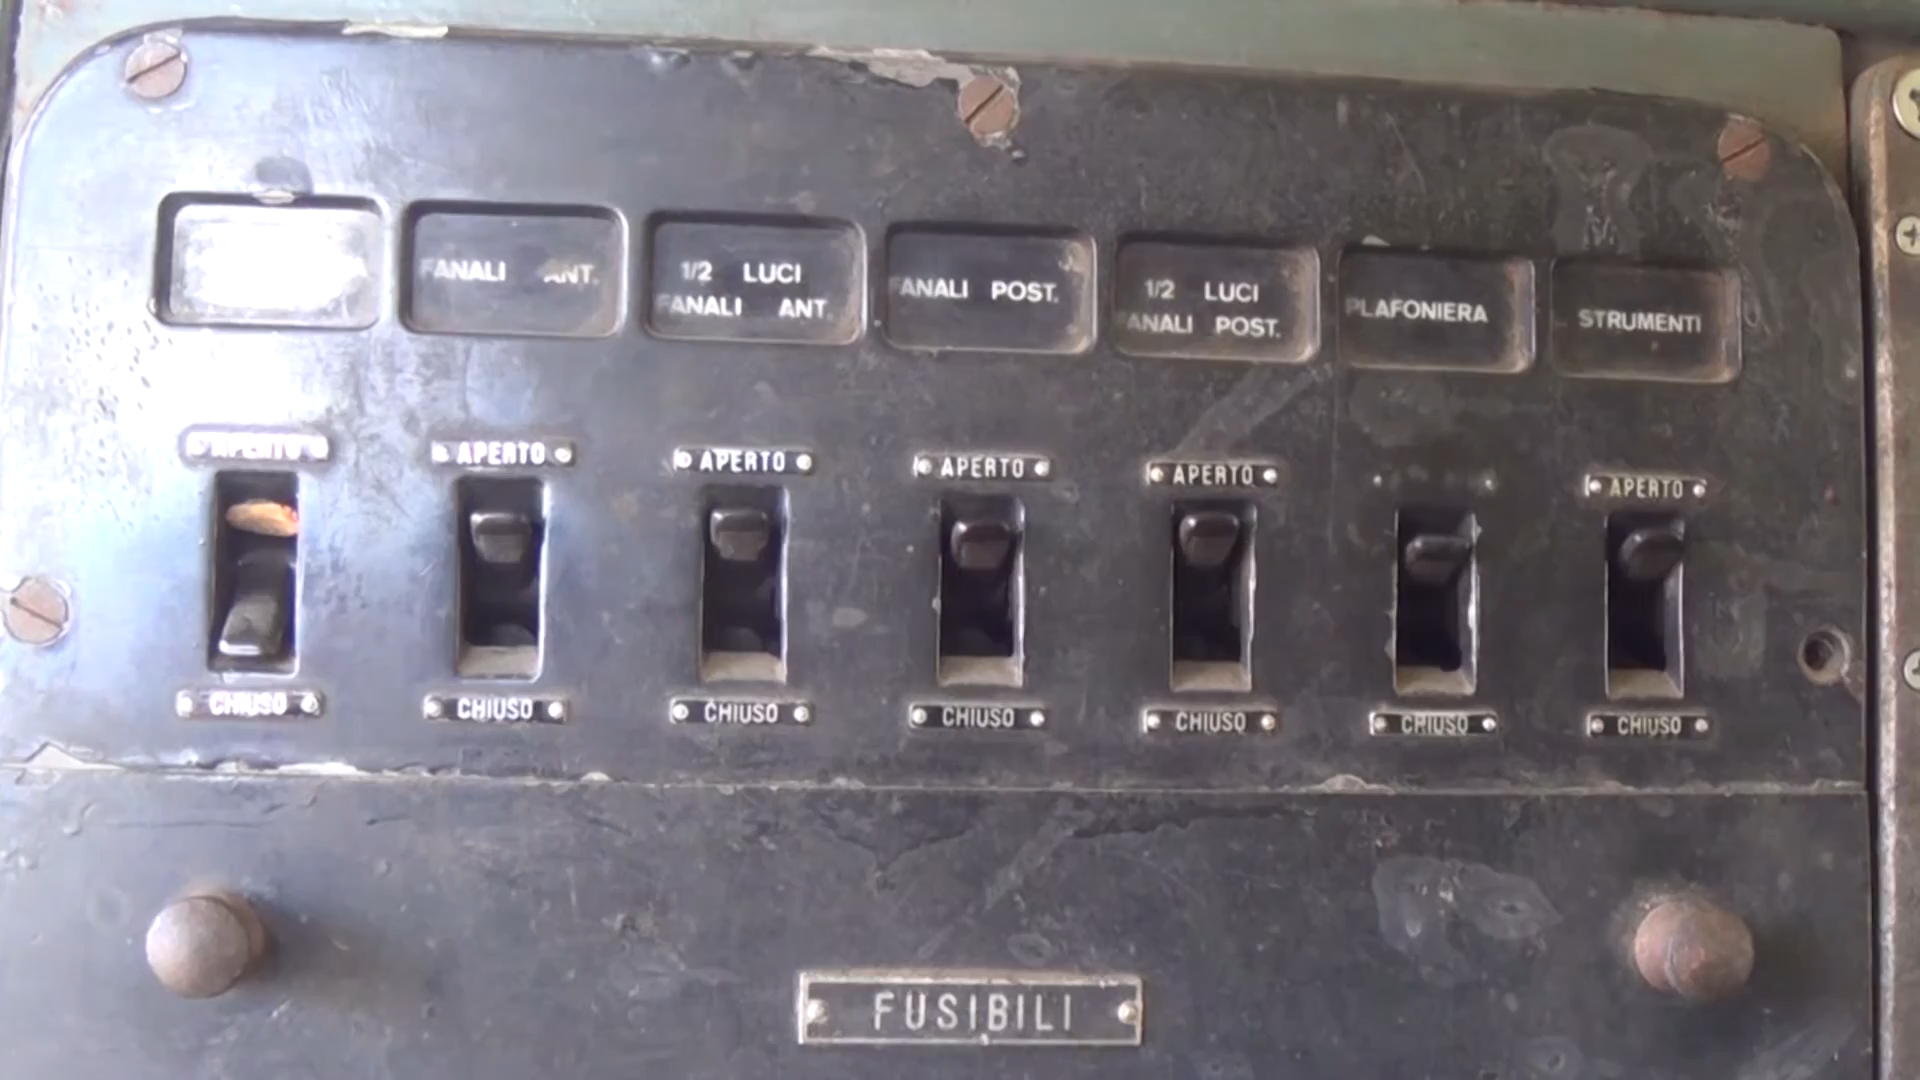 FANALI ANT.
1/2 LUCI
FANALI ANT.
FANALI POST.
1/2 LUCI
FANALI POST.
PLAFONIERA
STRUMENTI
APERTO
APERTO
APERTO
APERTO
APERTO
APERTO
CHIUSO
CHIUSO
CHIUSO
CHIUSO
CHIUSO
CHIUSO
CHIUSO
FUSIBILI